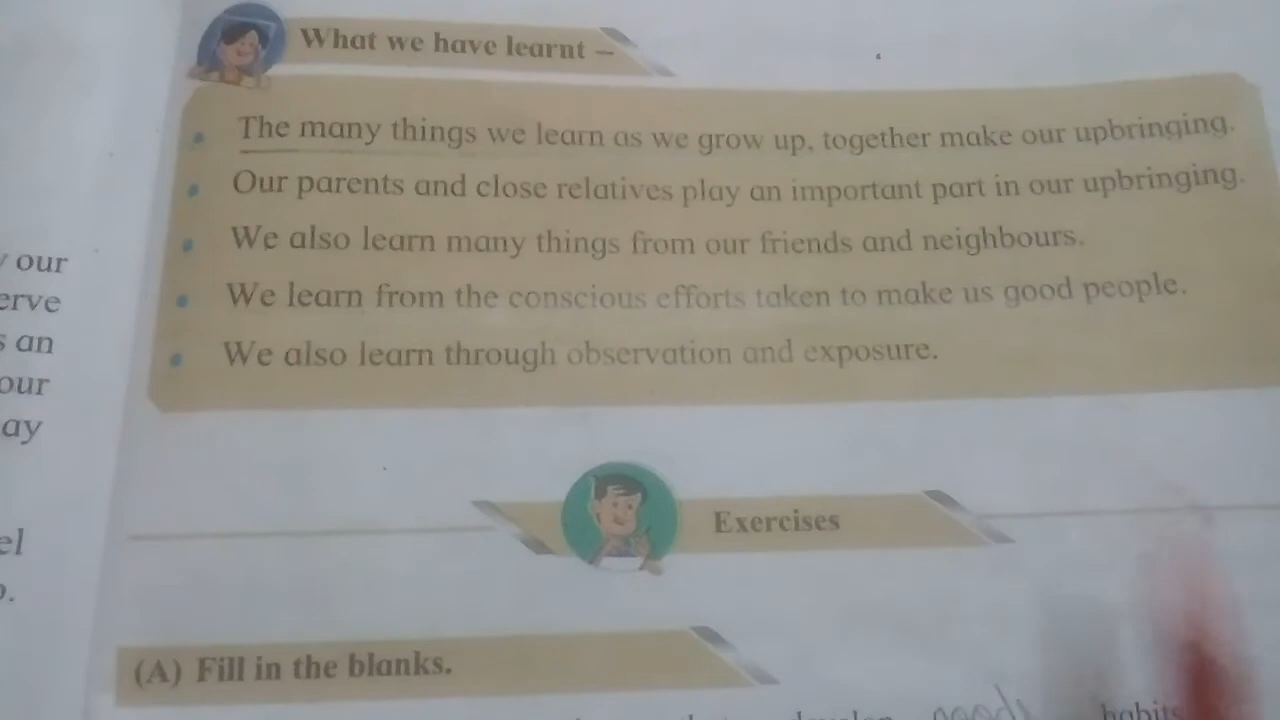 What we have learnt –
• The many things we learn as we grow up, together make our upbringing.
• Our parents and close relatives play an important part in our upbringing.
• We also learn many things from our friends and neighbours.
• We learn from the conscious efforts taken to make us good people.
• We also learn through observation and exposure.
our
erve
an
our
ay
el
Exercises
(A) Fill in the blanks.
habits